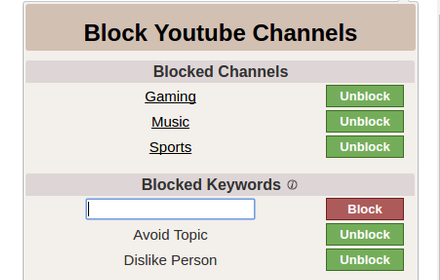 Block Youtube Channels
Blocked Channels
Gaming Unblock
Music Unblock
Sports Unblock
Blocked Keywords
Block
Avoid Topic Unblock
Dislike Person Unblock